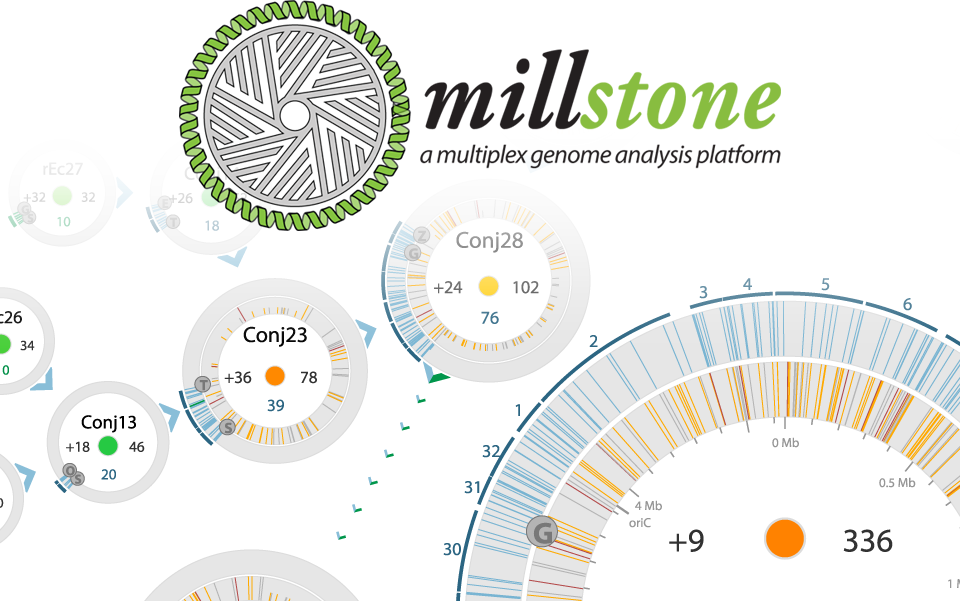 millstone
a multiplex genome analysis platform
rEc27
+32 32
10
+26
18
E
T
S
Z
G
Conj28
+24 102
76
c26
34
0
Conj23
+36 78
39
T
S
Conj13
+18 46
20
O
S
1 2 3 4 5 6
32
31
30
0 Mb
0.5 Mb
4 Mb
oriC
1 M
G
+9 336